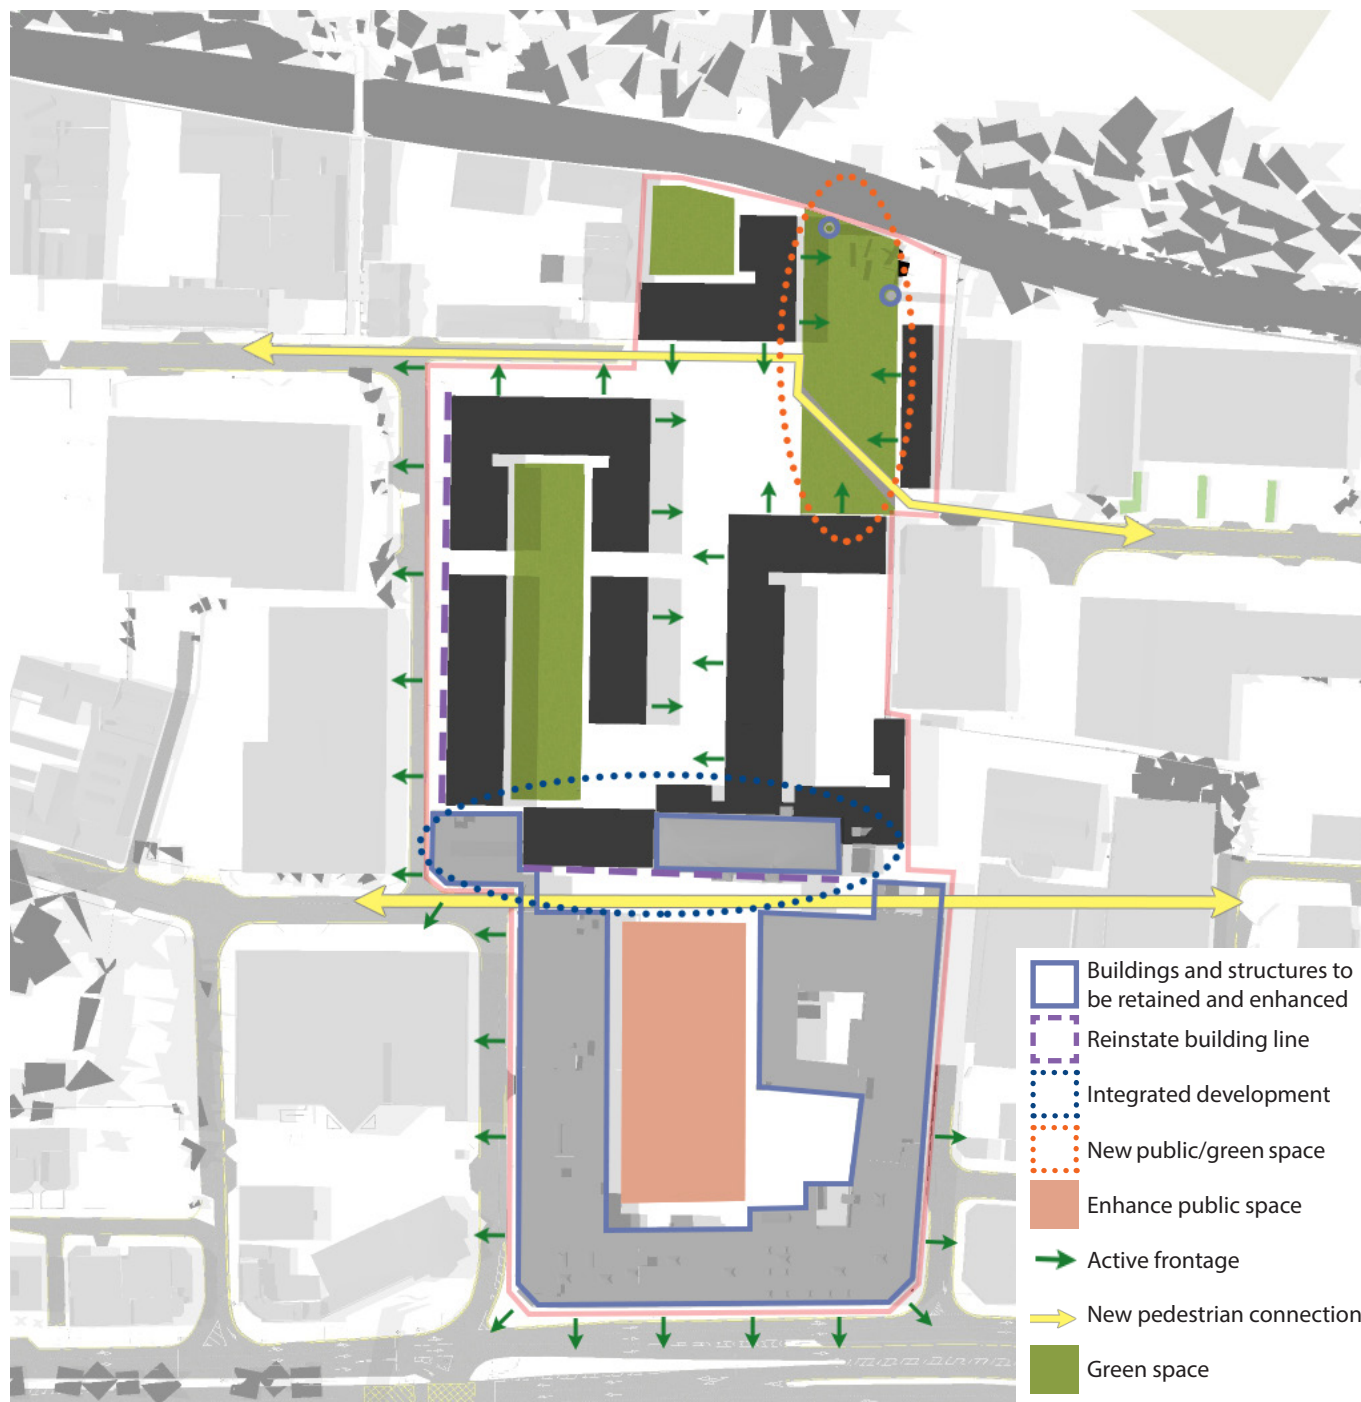 Buildings and structures to
be retained and enhanced
Reinstate building line
Integrated development
New public/green space
Enhance public space
Active frontage
New pedestrian connection
Green space